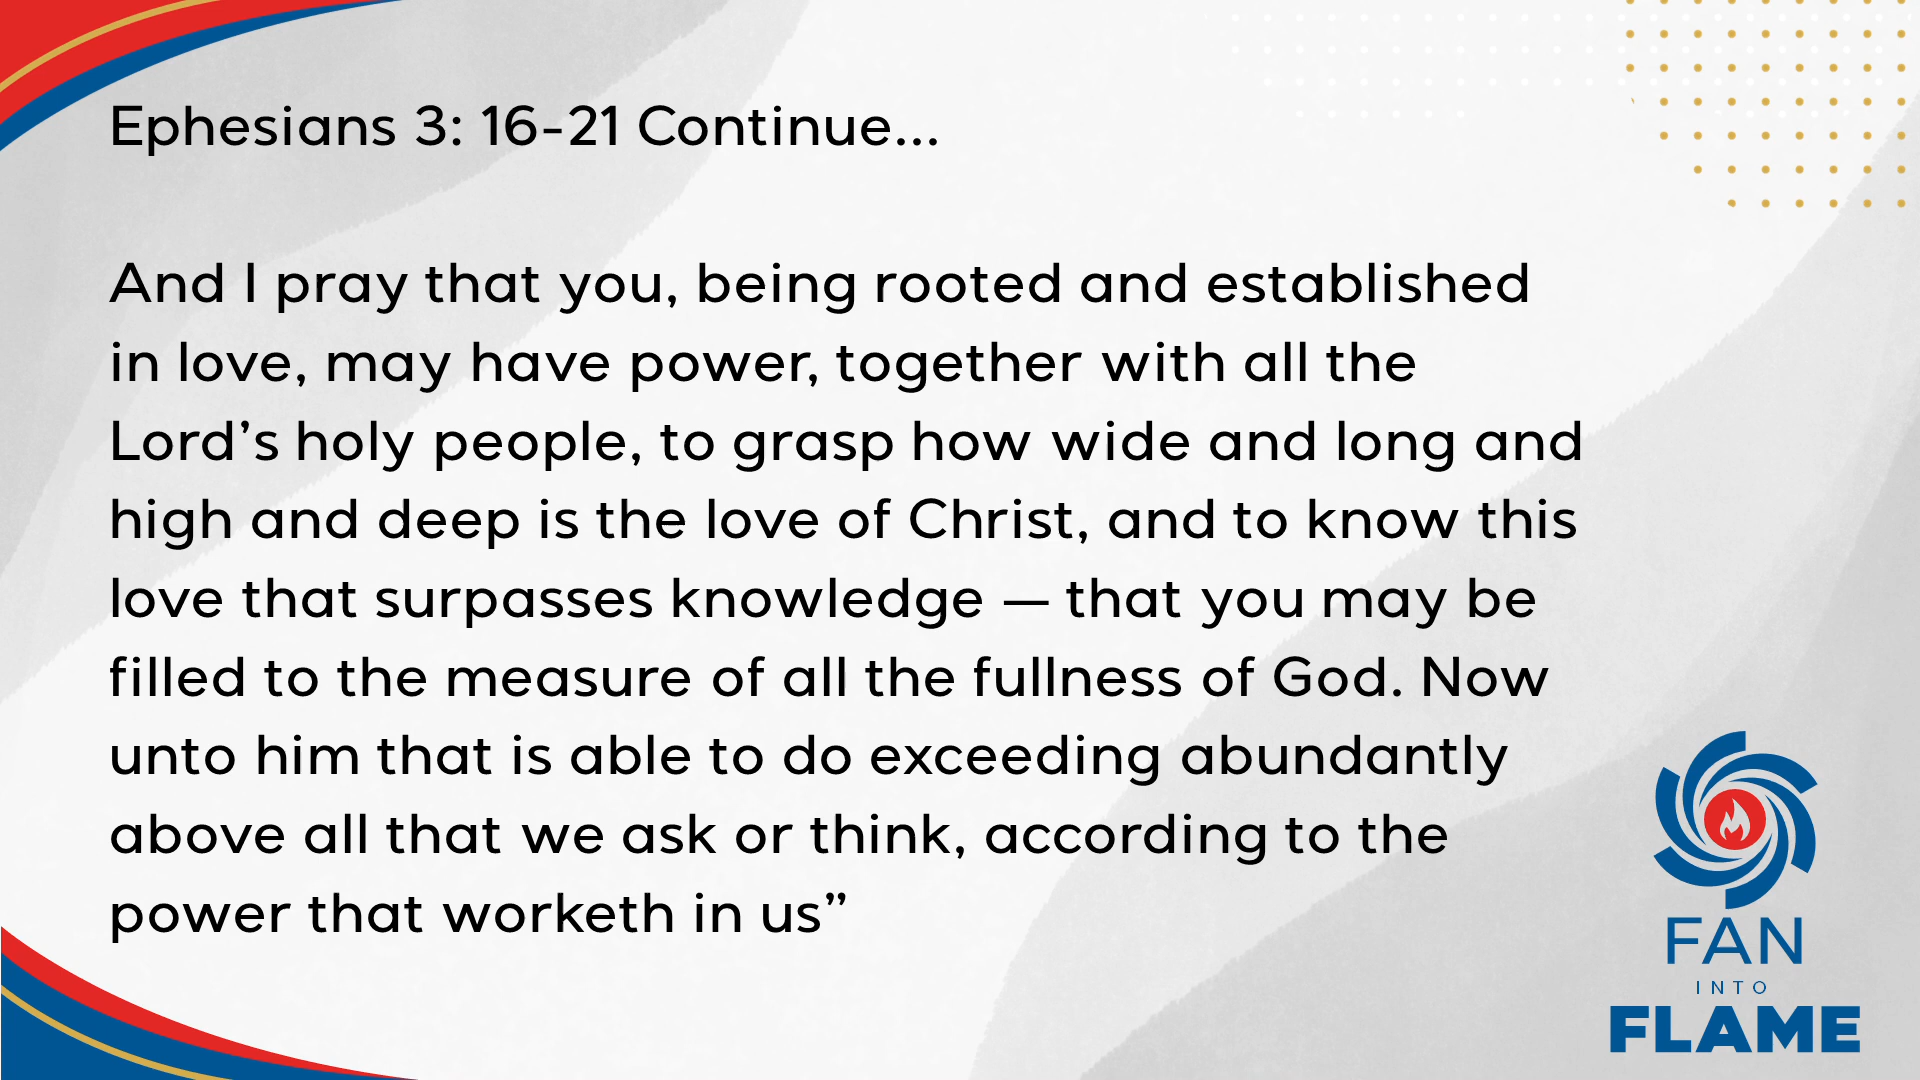 Ephesians 3: 16-21 Continue...
And I pray that you, being rooted and established
in love, may have power, together with all the
Lord’s holy people, to grasp how wide and long and
high and deep is the love of Christ, and to know this
love that surpasses knowledge — that you may be
filled to the measure of all the fullness of God. Now
unto him that is able to do exceeding abundantly
above all that we ask or think, according to the
power that worketh in us”
FAN
INTO
FLAME